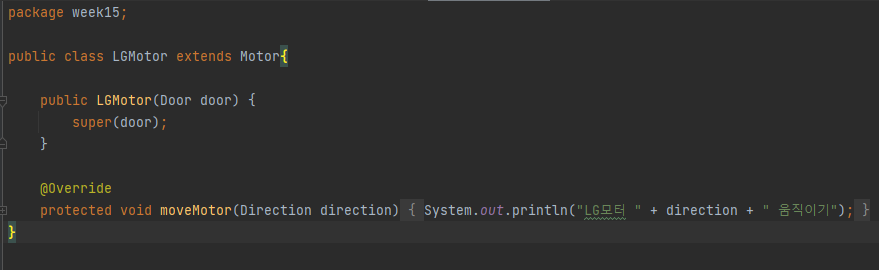 package week15;
public class LGMotor extends Motor{
public LGMotor(Door door) {
super(door);
}
@Override
protected void moveMotor(Direction direction) { System.out.println("LG모터 " + direction + " 움직이기"); }
}